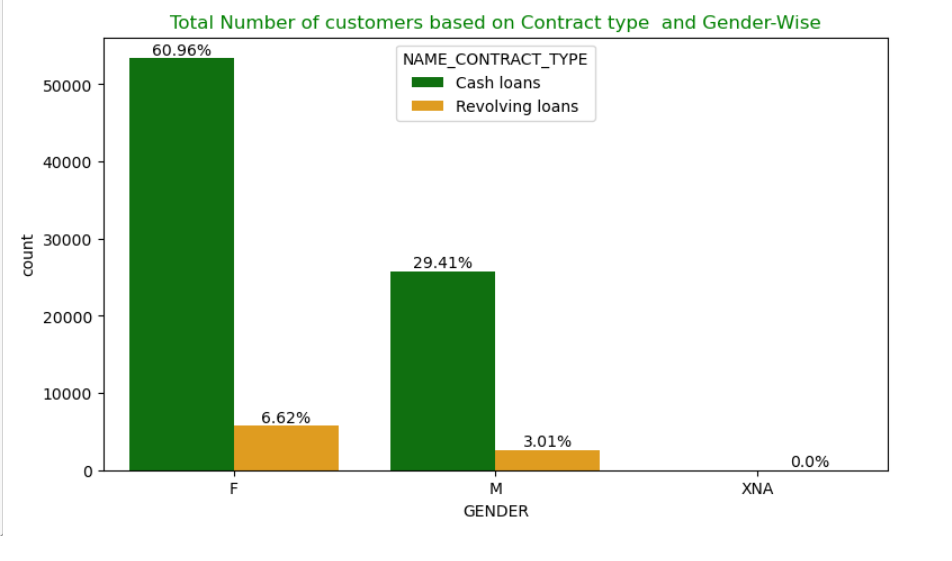 Total Number of customers based on Contract type  and Gender-Wise
60.96%
NAME_CONTRACT_TYPE
Cash loans
Revolving loans
50000
40000
30000
20000
10000
0
count
29.41%
6.62%
3.01%
0.0%
F
M
XNA
GENDER